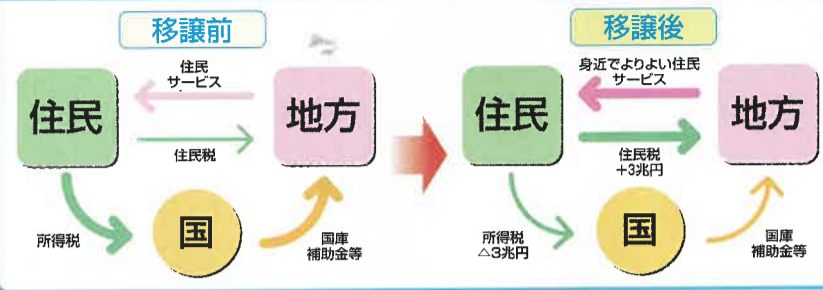 移譲前
住民
サービス
住民
地方
住民税
国
所得税
国庫
補助金等
移譲後
身近でよりよい住民
サービス
住民
地方
住民税
+3兆円
国
所得税
△3兆円
国庫
補助金等